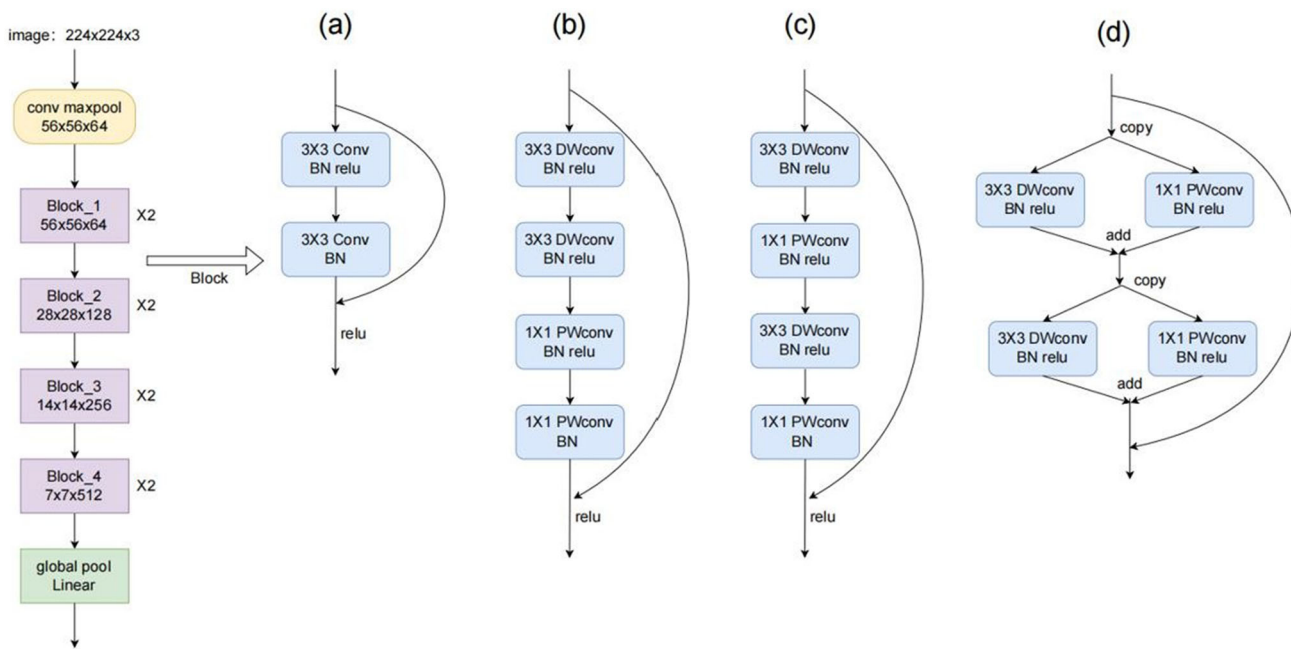 image: 224x224x3
conv maxpool
56x56x64
Block_1
56x56x64
X2
Block_2
28x28x128
X2
Block_3
14x14x256
X2
Block_4
7x7x512
X2
global pool
Linear
Block
(a)
3X3 Conv
BN relu
3X3 Conv
BN
relu
(b)
3X3 DWconv
BN relu
3X3 DWconv
BN relu
1X1 PWconv
BN relu
1X1 PWconv
BN
relu
(c)
3X3 DWconv
BN relu
1X1 PWconv
BN relu
3X3 DWconv
BN relu
1X1 PWconv
BN
relu
(d)
copy
3X3 DWconv
BN relu
1X1 PWconv
BN relu
add
copy
3X3 DWconv
BN relu
1X1 PWconv
BN relu
add